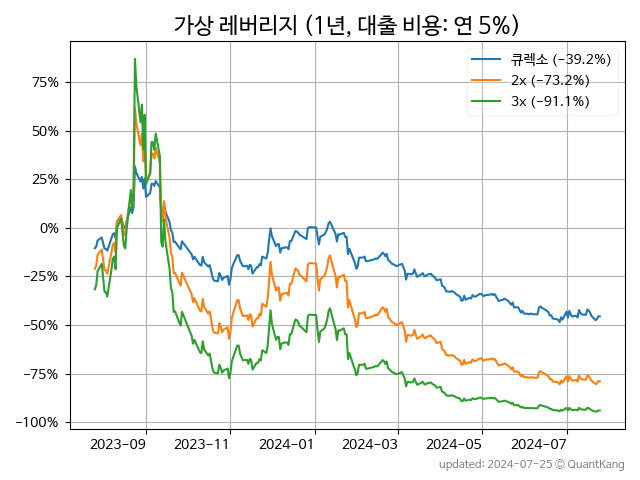 가상 레버리지 (1년, 대출 비용: 연 5%)
큐렉소 (−39.2%)
2x (−73.2%)
3x (−91.1%)
75%
50%
25%
0%
−25%
−50%
−75%
−100%
2023-09 2023-11 2024-01 2024-03 2024-05 2024-07
updated: 2024-07-25 © QuantKang